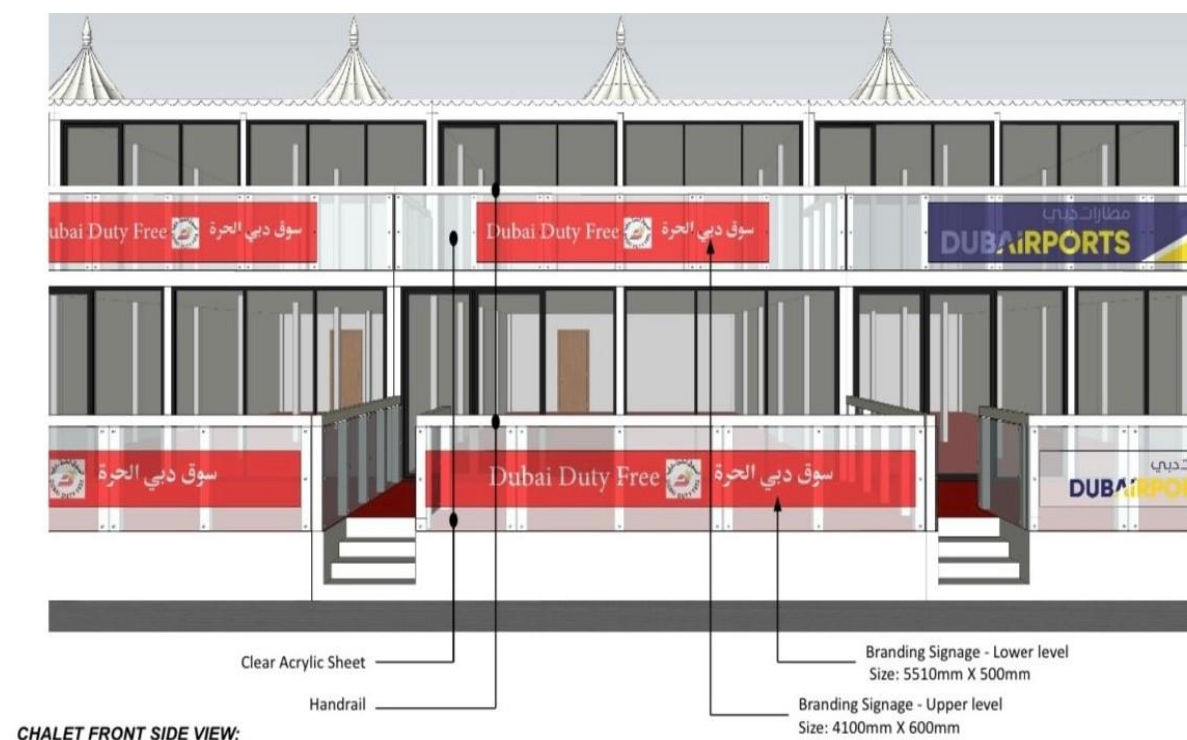 ubai Duty Free سوق دبي الحرة
Dubai Duty Free سوق دبي الحرة
مطارات دبي
DUBAiRPORTS
سوق دبي الحرة
Dubai Duty Free سوق دبي الحرة
دبي
DUBAiRPO
Clear Acrylic Sheet
Handrail
Branding Signage - Lower level
Size: 5510mm X 500mm
Branding Signage - Upper level
Size: 4100mm X 600mm
CHALET FRONT SIDE VIEW: